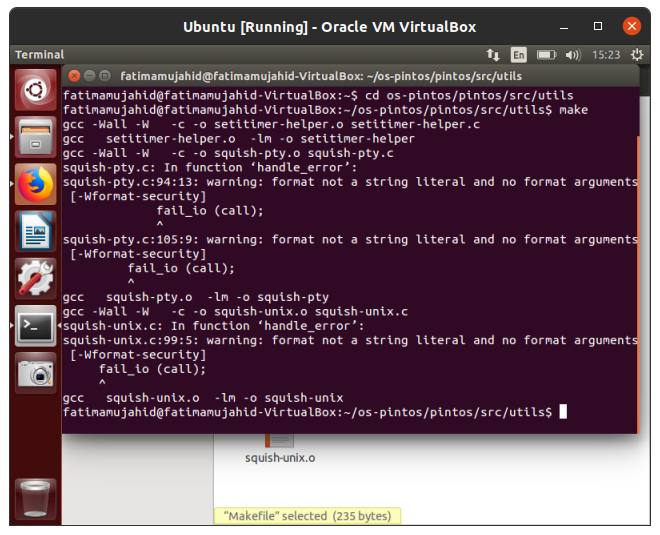 Ubuntu [Running] - Oracle VM VirtualBox
Terminal
En
15:23
fatimamujahid@fatimamujahid-VirtualBox: ~/os-pintos/pintos/src/utils
fatimamujahid@fatimamujahid-VirtualBox:~$ cd os-pintos/pintos/src/utils
fatimamujahid@fatimamujahid-VirtualBox:~/os-pintos/pintos/src/utils$ make
gcc -Wall -W   -c -o setitimer-helper.o setitimer-helper.c
gcc   setitimer-helper.o  -lm -o setitimer-helper
gcc -Wall -W   -c -o squish-pty.o squish-pty.c
squish-pty.c: In function ‘handle_error’:
squish-pty.c:94:13: warning: format not a string literal and no format arguments
[-Wformat-security]
fail_io (call);
^
squish-pty.c:105:9: warning: format not a string literal and no format arguments
[-Wformat-security]
fail_io (call);
^
gcc   squish-pty.o  -lm -o squish-pty
gcc -Wall -W   -c -o squish-unix.o squish-unix.c
squish-unix.c: In function ‘handle_error’:
squish-unix.c:99:5: warning: format not a string literal and no format arguments
[-Wformat-security]
fail_io (call);
^
gcc   squish-unix.o  -lm -o squish-unix
fatimamujahid@fatimamujahid-VirtualBox:~/os-pintos/pintos/src/utils$
squish-unix.o
“Makefile” selected (235 bytes)